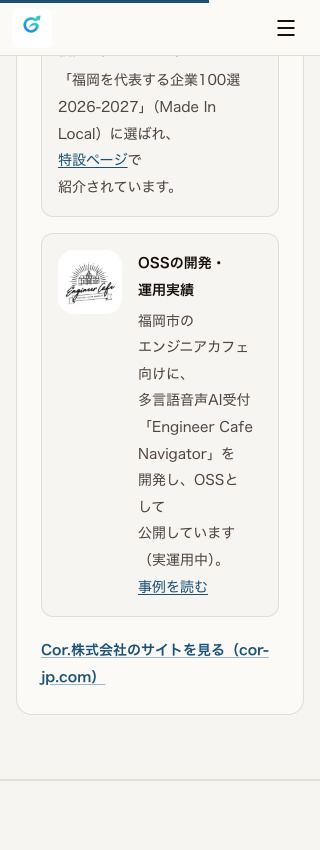 「福岡を代表する企業100選
2026-2027」（Made In
Local）に選ばれ、
特設ページで
紹介されています。
Engineer Cafe
OSSの開発・
運用実績
福岡市の
エンジニアカフェ
向けに、
多言語音声AI受付
「Engineer Cafe
Navigator」を
開発し、OSSと
して
公開しています
（実運用中）。
事例を読む
Cor.株式会社のサイトを見る（cor-
jp.com）